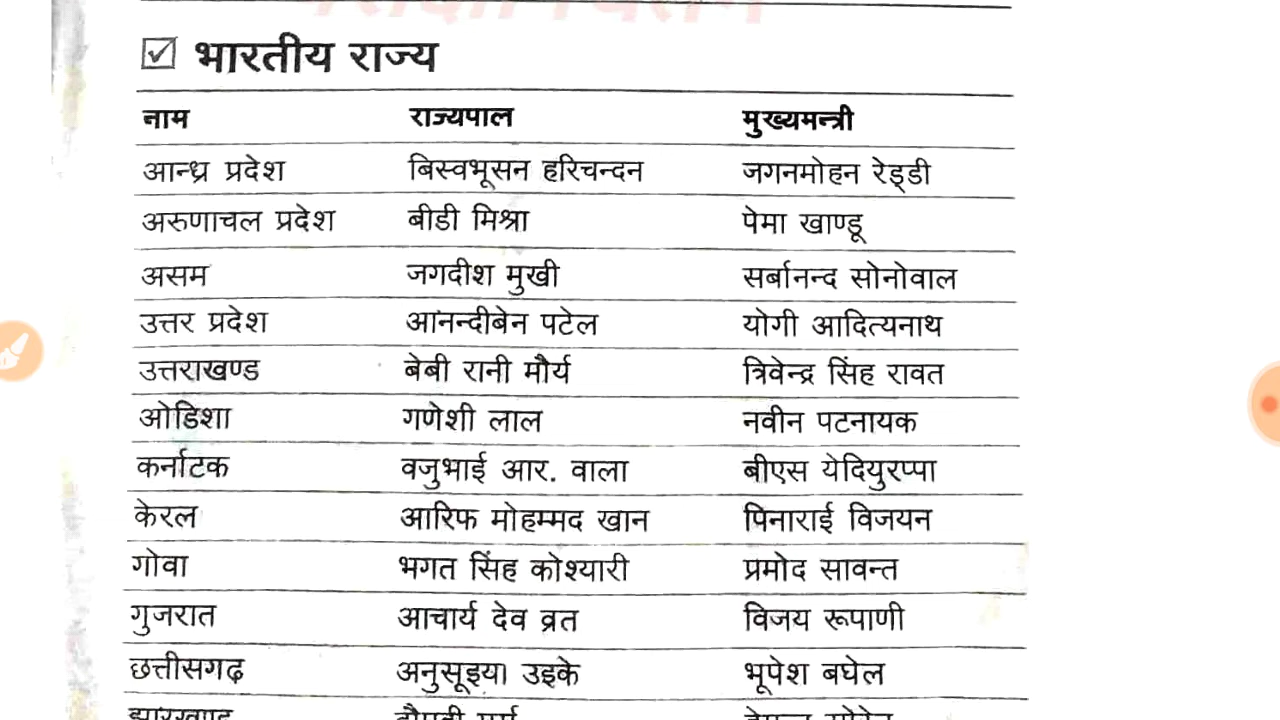 भारतीय राज्य
नाम राज्यपाल मुख्यमन्त्री
आन्ध्र प्रदेश बिस्वभूसन हरिचन्दन जगनमोहन रेड्डी
अरुणाचल प्रदेश बीडी मिश्रा पेमा खाण्डू
असम जगदीश मुखी सर्बानन्द सोनोवाल
उत्तर प्रदेश आनन्दीबेन पटेल योगी आदित्यनाथ
उत्तराखण्ड बेबी रानी मौर्य त्रिवेन्द्र सिंह रावत
ओडिशा गणेशी लाल नवीन पटनायक
कर्नाटक वजुभाई आर. वाला बीएस येदियुरप्पा
केरल आरिफ मोहम्मद खान पिनाराई विजयन
गोवा भगत सिंह कोश्यारी प्रमोद सावन्त
गुजरात आचार्य देव व्रत विजय रूपाणी
छत्तीसगढ़ अनुसूइया उइके भूपेश बघेल